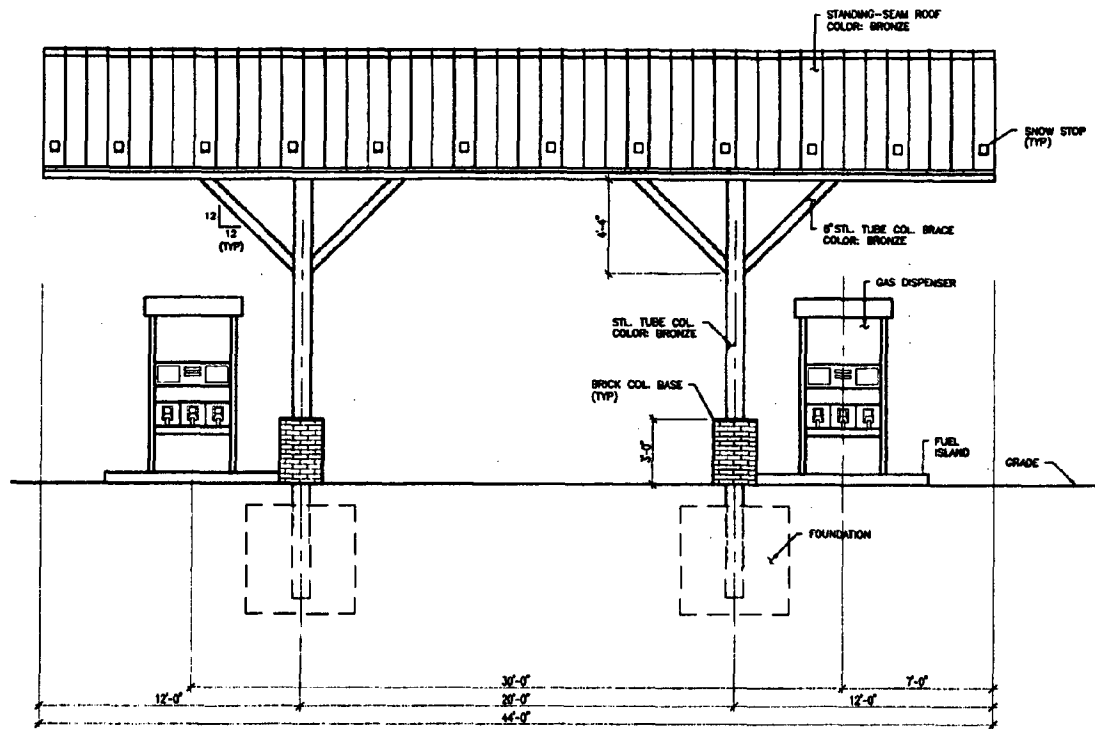 STANDING-SEAM ROOF
COLOR: BRONZE
SNOW STOP
(TYP)
12
12
(TYP)
4'-4"
8" STL. TUBE COL. BRACE
COLOR: BRONZE
GAS DISPENSER
STL. TUBE COL.
COLOR: BRONZE
BRICK COL. BASE
(TYP)
3'-0"
FUEL
ISLAND
GRADE
FOUNDATION
30'-0"
7'-0"
12'-0"
20'-0"
12'-0"
44'-0"